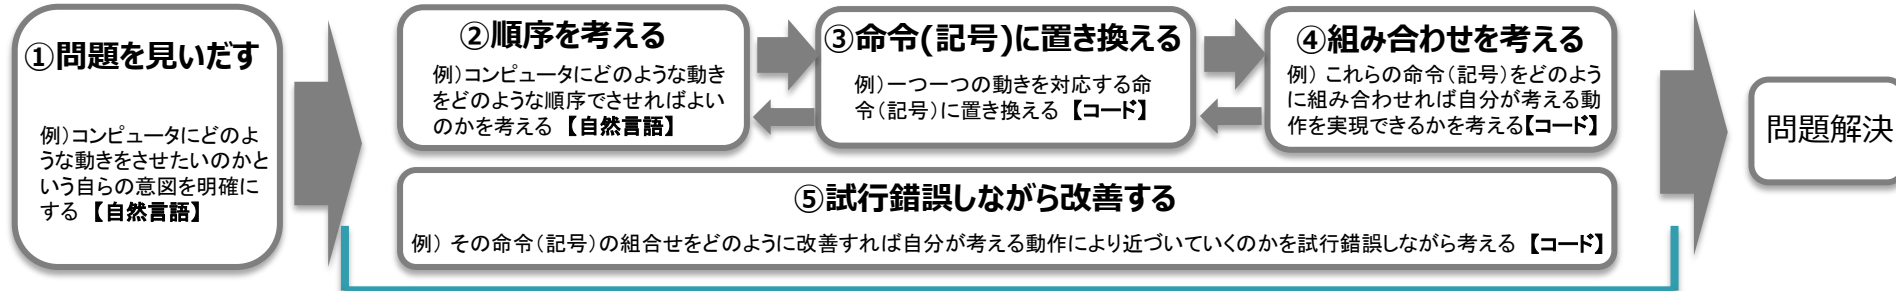 ①問題を見いだす
例)コンピュータにどのよ
うな動きをさせたいのかと
いう自らの意図を明確に
する 【自然言語】
②順序を考える
例)コンピュータにどのような動き
をどのような順序でさせればよい
のかを考える 【自然言語】
③命令(記号)に置き換える
例)一つ一つの動きを対応する命
令(記号)に置き換える 【コード】
④組み合わせを考える
例) これらの命令(記号)をどのよう
に組み合わせれば自分が考える動
作を実現できるかを考える【コード】
⑤試行錯誤しながら改善する
例) その命令(記号)の組合せをどのように改善すれば自分が考える動作により近づいていくのかを試行錯誤しながら考える 【コード】
問題解決